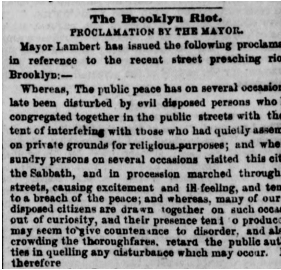 The Brooklyn Riot.
PROCLAMATION BY THE MAYOR.
Mayor Lambert has issued the following proclama
in reference to the recent street preaching rio
Brooklyn:—
Whereas, The public peace has on several occasion
late been disturbed by evil disposed persons who
congregated together in the public streets with the
tent of interfering with those who had quietly assem
on private grounds for religious purposes; and whe
sundry persons on several occasions visited this cit
the Sabbath, and in procession marched through
streets, causing excitement and ill-feeling, and ten
to a breach of the peace; and whereas, many of our
disposed citizens are drawn together on such occas
out of curiosity, and their presence ten to produc
may seem to give countenance to disorder, and als
crowding the thoroughfares, retard the public aut
ties in quelling any disturbance which may occur.
therefore